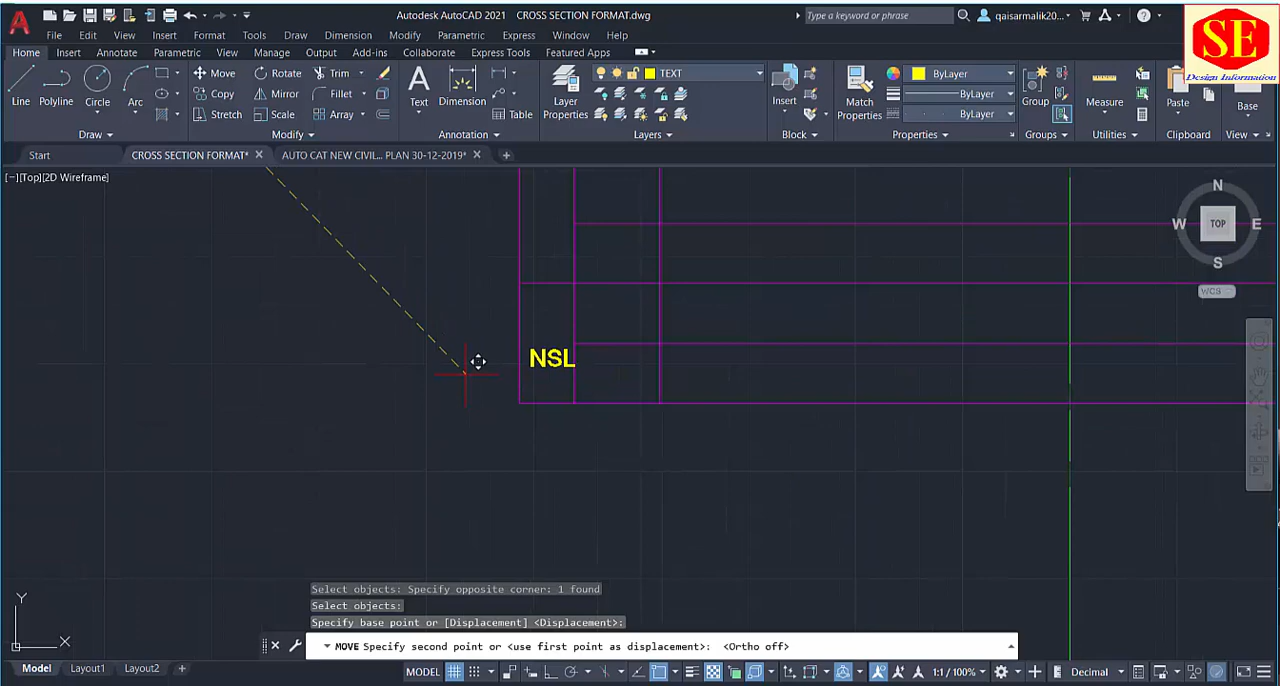 Autodesk AutoCAD 2021 CROSS SECTION FORMAT.dwg
Type a keyword or phrase
qaisarmalik20...
SE
Design Information
File Edit View Insert Format Tools Draw Dimension Modify Parametric Express Window Help
Home Insert Annotate Parametric View Manage Output Add-ins Collaborate Express Tools Featured Apps
Line Polyline Circle Arc
Move Rotate Trim
Copy Mirror Fillet
Stretch Scale Array
Text Dimension Table
Layer Properties
TEXT
Insert
Match Properties
ByLayer
ByLayer
ByLayer
Group
Measure
Paste
Base
Draw Modify Annotation Layers Block Properties Groups Utilities Clipboard View
Start CROSS SECTION FORMAT* AUTO CAT NEW CIVIL... PLAN 30-12-2019*
[−][Top][2D Wireframe]
N
W TOP E
S
WCS
NSL
Y
X
Select objects: Specify opposite corner: 1 found
Select objects:
Specify base point or [Displacement] <Displacement>:
MOVE Specify second point or <use first point as displacement>: <Ortho off>
Model Layout1 Layout2 +
MODEL 1:1 / 100% Decimal